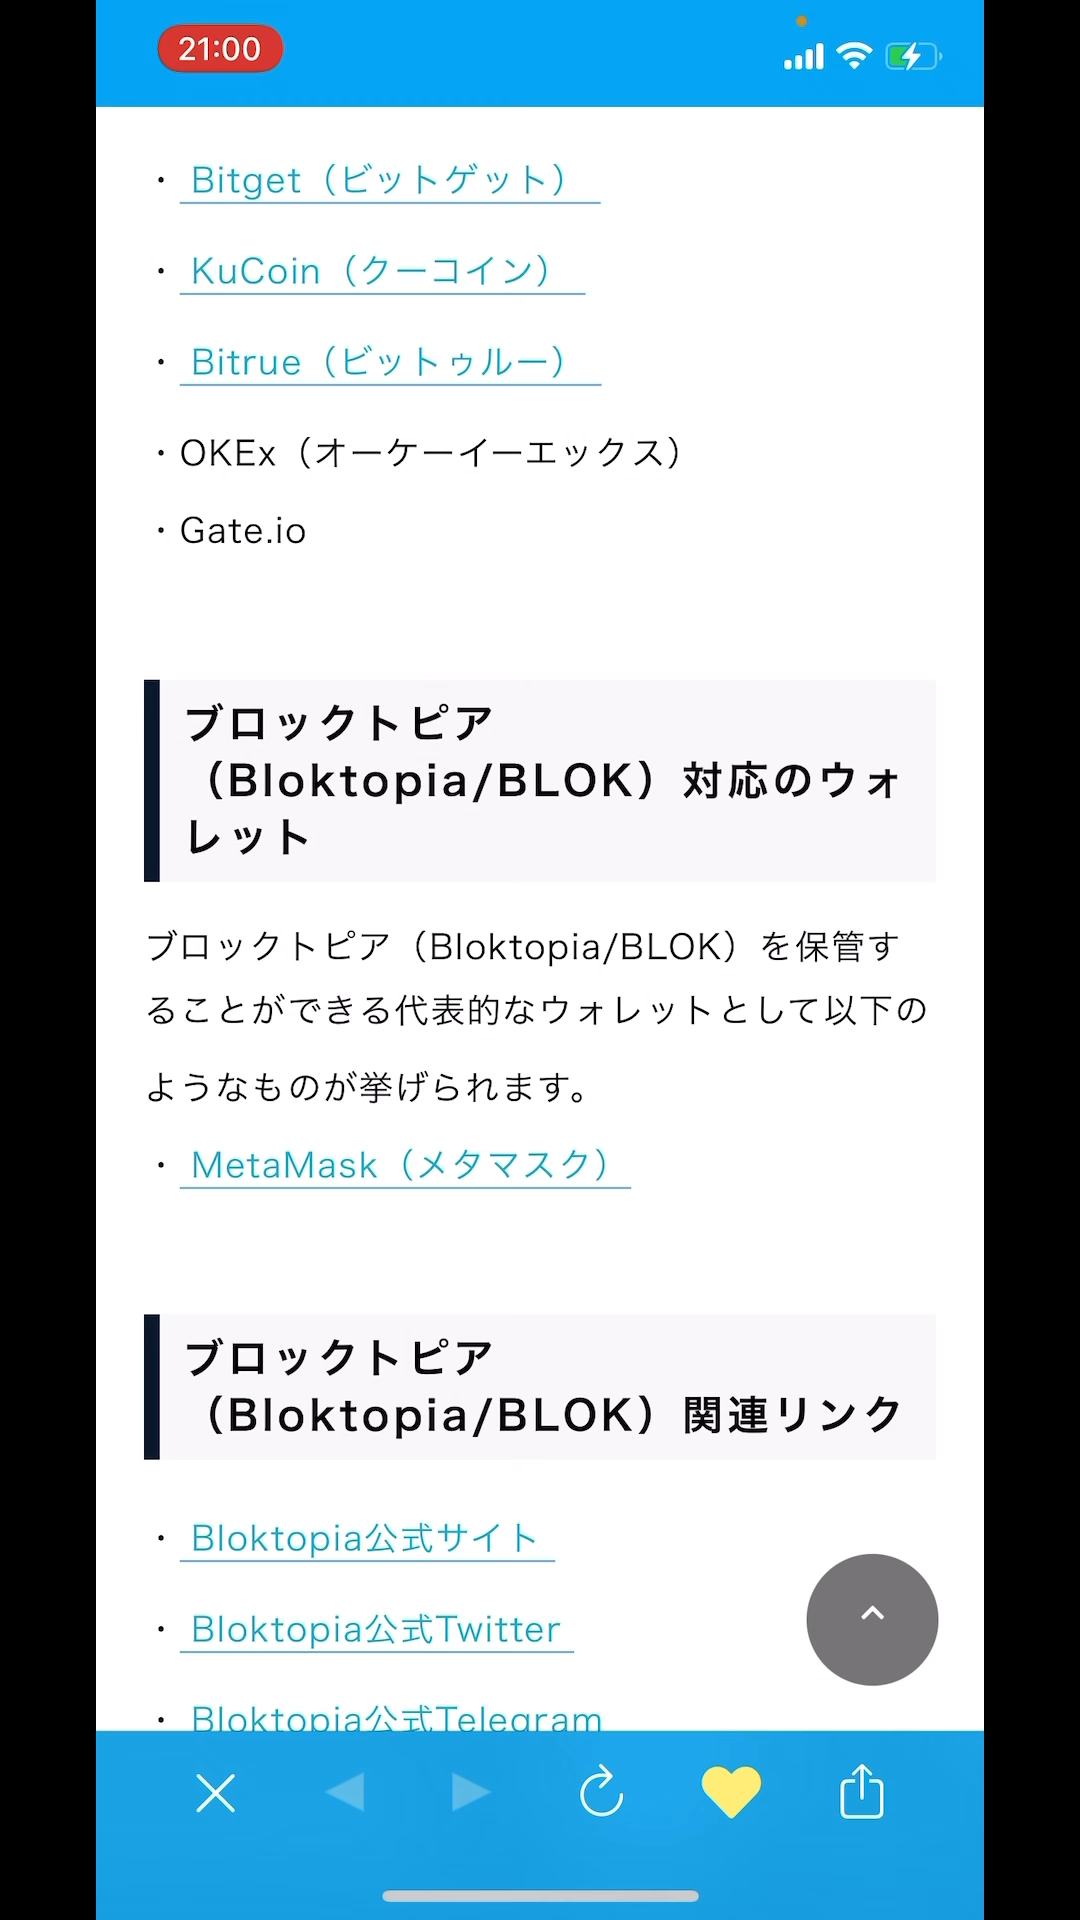 21:00
・ Bitget（ビットゲット）
・ KuCoin（クーコイン）
・ Bitrue（ビットゥルー）
・OKEx（オーケーイーエックス）
・Gate.io
ブロックトピア
（Bloktopia/BLOK）対応のウォ
レット
ブロックトピア（Bloktopia/BLOK）を保管す
ることができる代表的なウォレットとして以下の
ようなものが挙げられます。
・ MetaMask（メタマスク）
ブロックトピア
（Bloktopia/BLOK）関連リンク
・ Bloktopia公式サイト
・ Bloktopia公式Twitter
・ Bloktopia公式Telegram